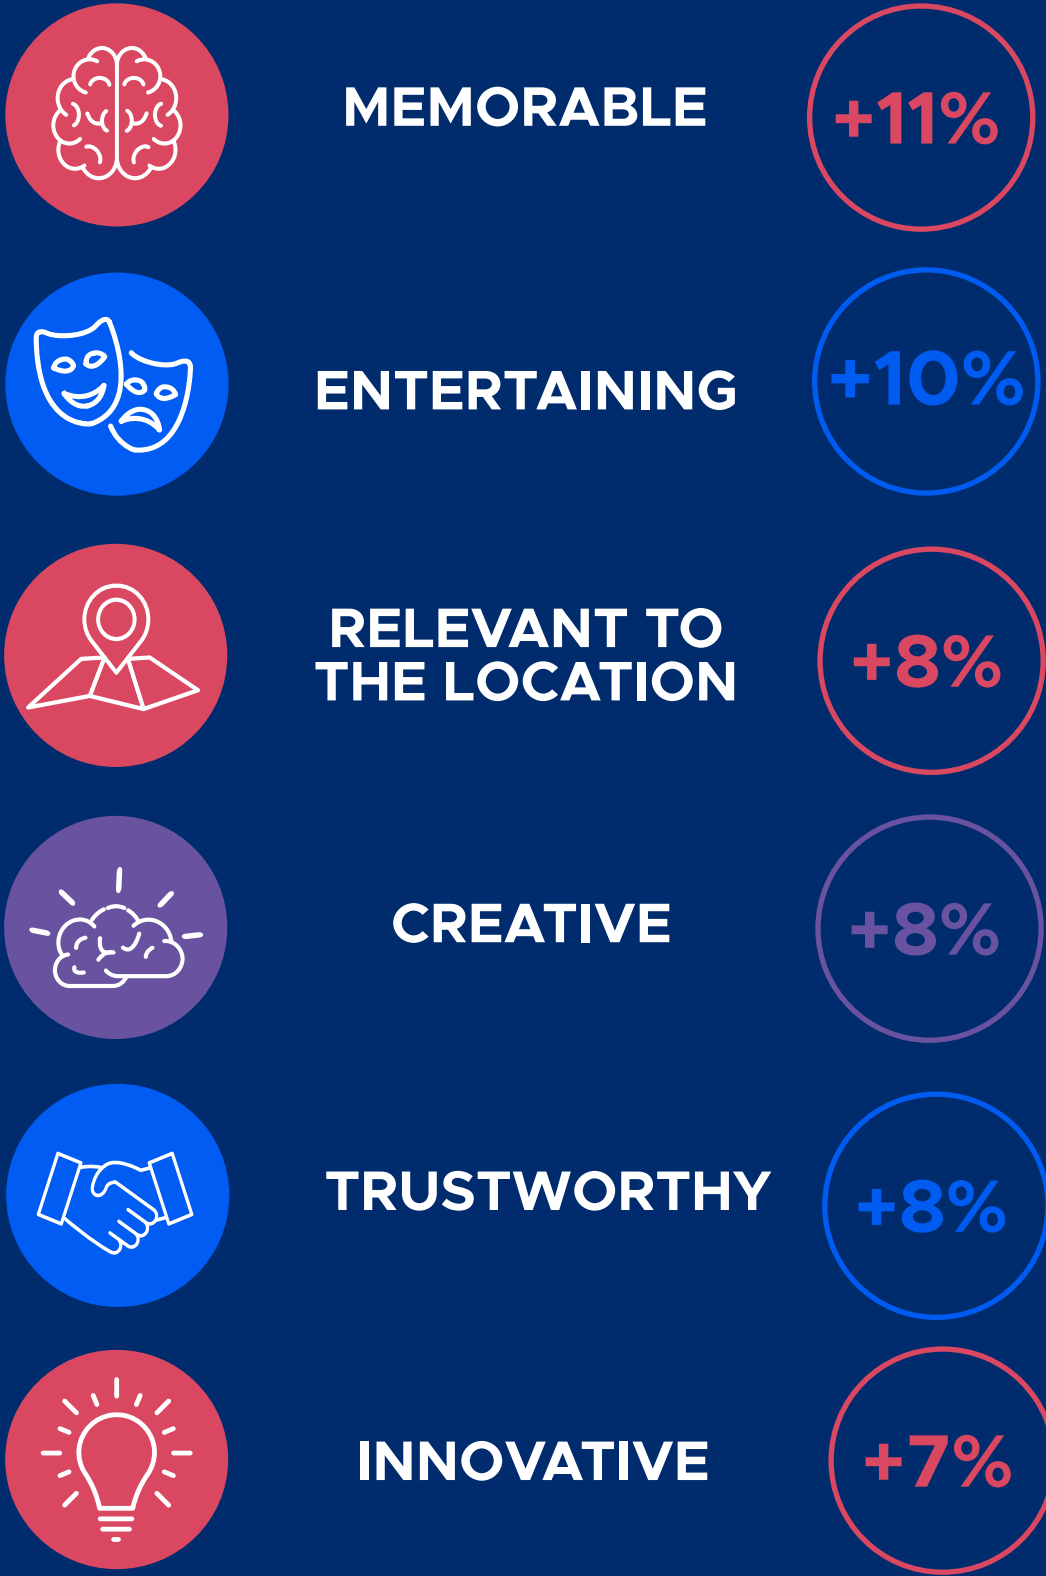 MEMORABLE
+11%
ENTERTAINING
+10%
RELEVANT TO
THE LOCATION
+8%
CREATIVE
+8%
TRUSTWORTHY
+8%
INNOVATIVE
+7%